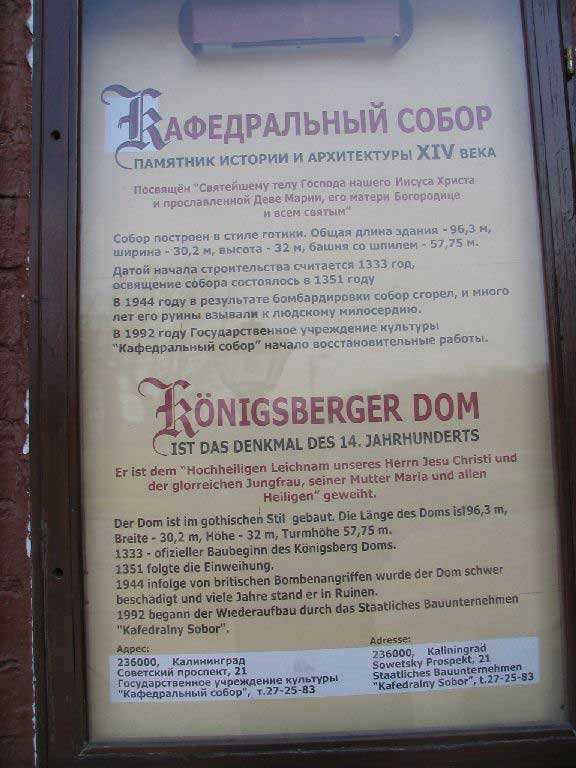 КАФЕДРАЛЬНЫЙ СОБОР
ПАМЯТНИК ИСТОРИИ И АРХИТЕКТУРЫ XIV ВЕКА
Посвящён "Святейшему телу Господа нашего Иисуса Христа
и прославленной Деве Марии, его матери Богородице
и всем святым"
Собор построен в стиле готики. Общая длина здания - 96,3 м,
ширина - 30,2 м, высота - 32 м, башня со шпилем - 57,75 м.
Датой начала строительства считается 1333 год,
освящение собора состоялось в 1351 году
В 1944 году в результате бомбардировки собор сгорел, и много
лет его руины взывали к людскому милосердию.
В 1992 году Государственное учреждение культуры
"Кафедральный собор" начало восстановительные работы.
KÖNIGSBERGER DOM
IST DAS DENKMAL DES 14. JAHRHUNDERTS
Er ist dem "Hochheiligen Leichnam unseres Herrn Jesu Christi und
der glorreichen Jungfrau, seiner Mutter Maria und allen
Heiligen" geweiht.
Der Dom ist im gothischen Stil gebaut. Die Länge des Doms is196,3 m,
Breite - 30,2 m, Höhe - 32 m, Turmhöhe 57,75 m.
1333 - ofizieller Baubeginn des Königsberg Doms.
1351 folgte die Einweihung.
1944 infolge von britischen Bombenangriffen wurde der Dom schwer
beschädigt und viele Jahre stand er in Ruinen.
1992 begann der Wiederaufbau durch das Staatliches Bauunternehmen
"Kafedralny Sobor".
Адрес:
236000, Калининград
Советский проспект, 21
Государственное учреждение культуры
"Кафедральный собор", т.27-25-83
Adresse:
236000, Kaliningrad
Sowetsky Prospekt, 21
Staatliches Bauunternehmen
"Kafedralny Sobor", t.27-25-83